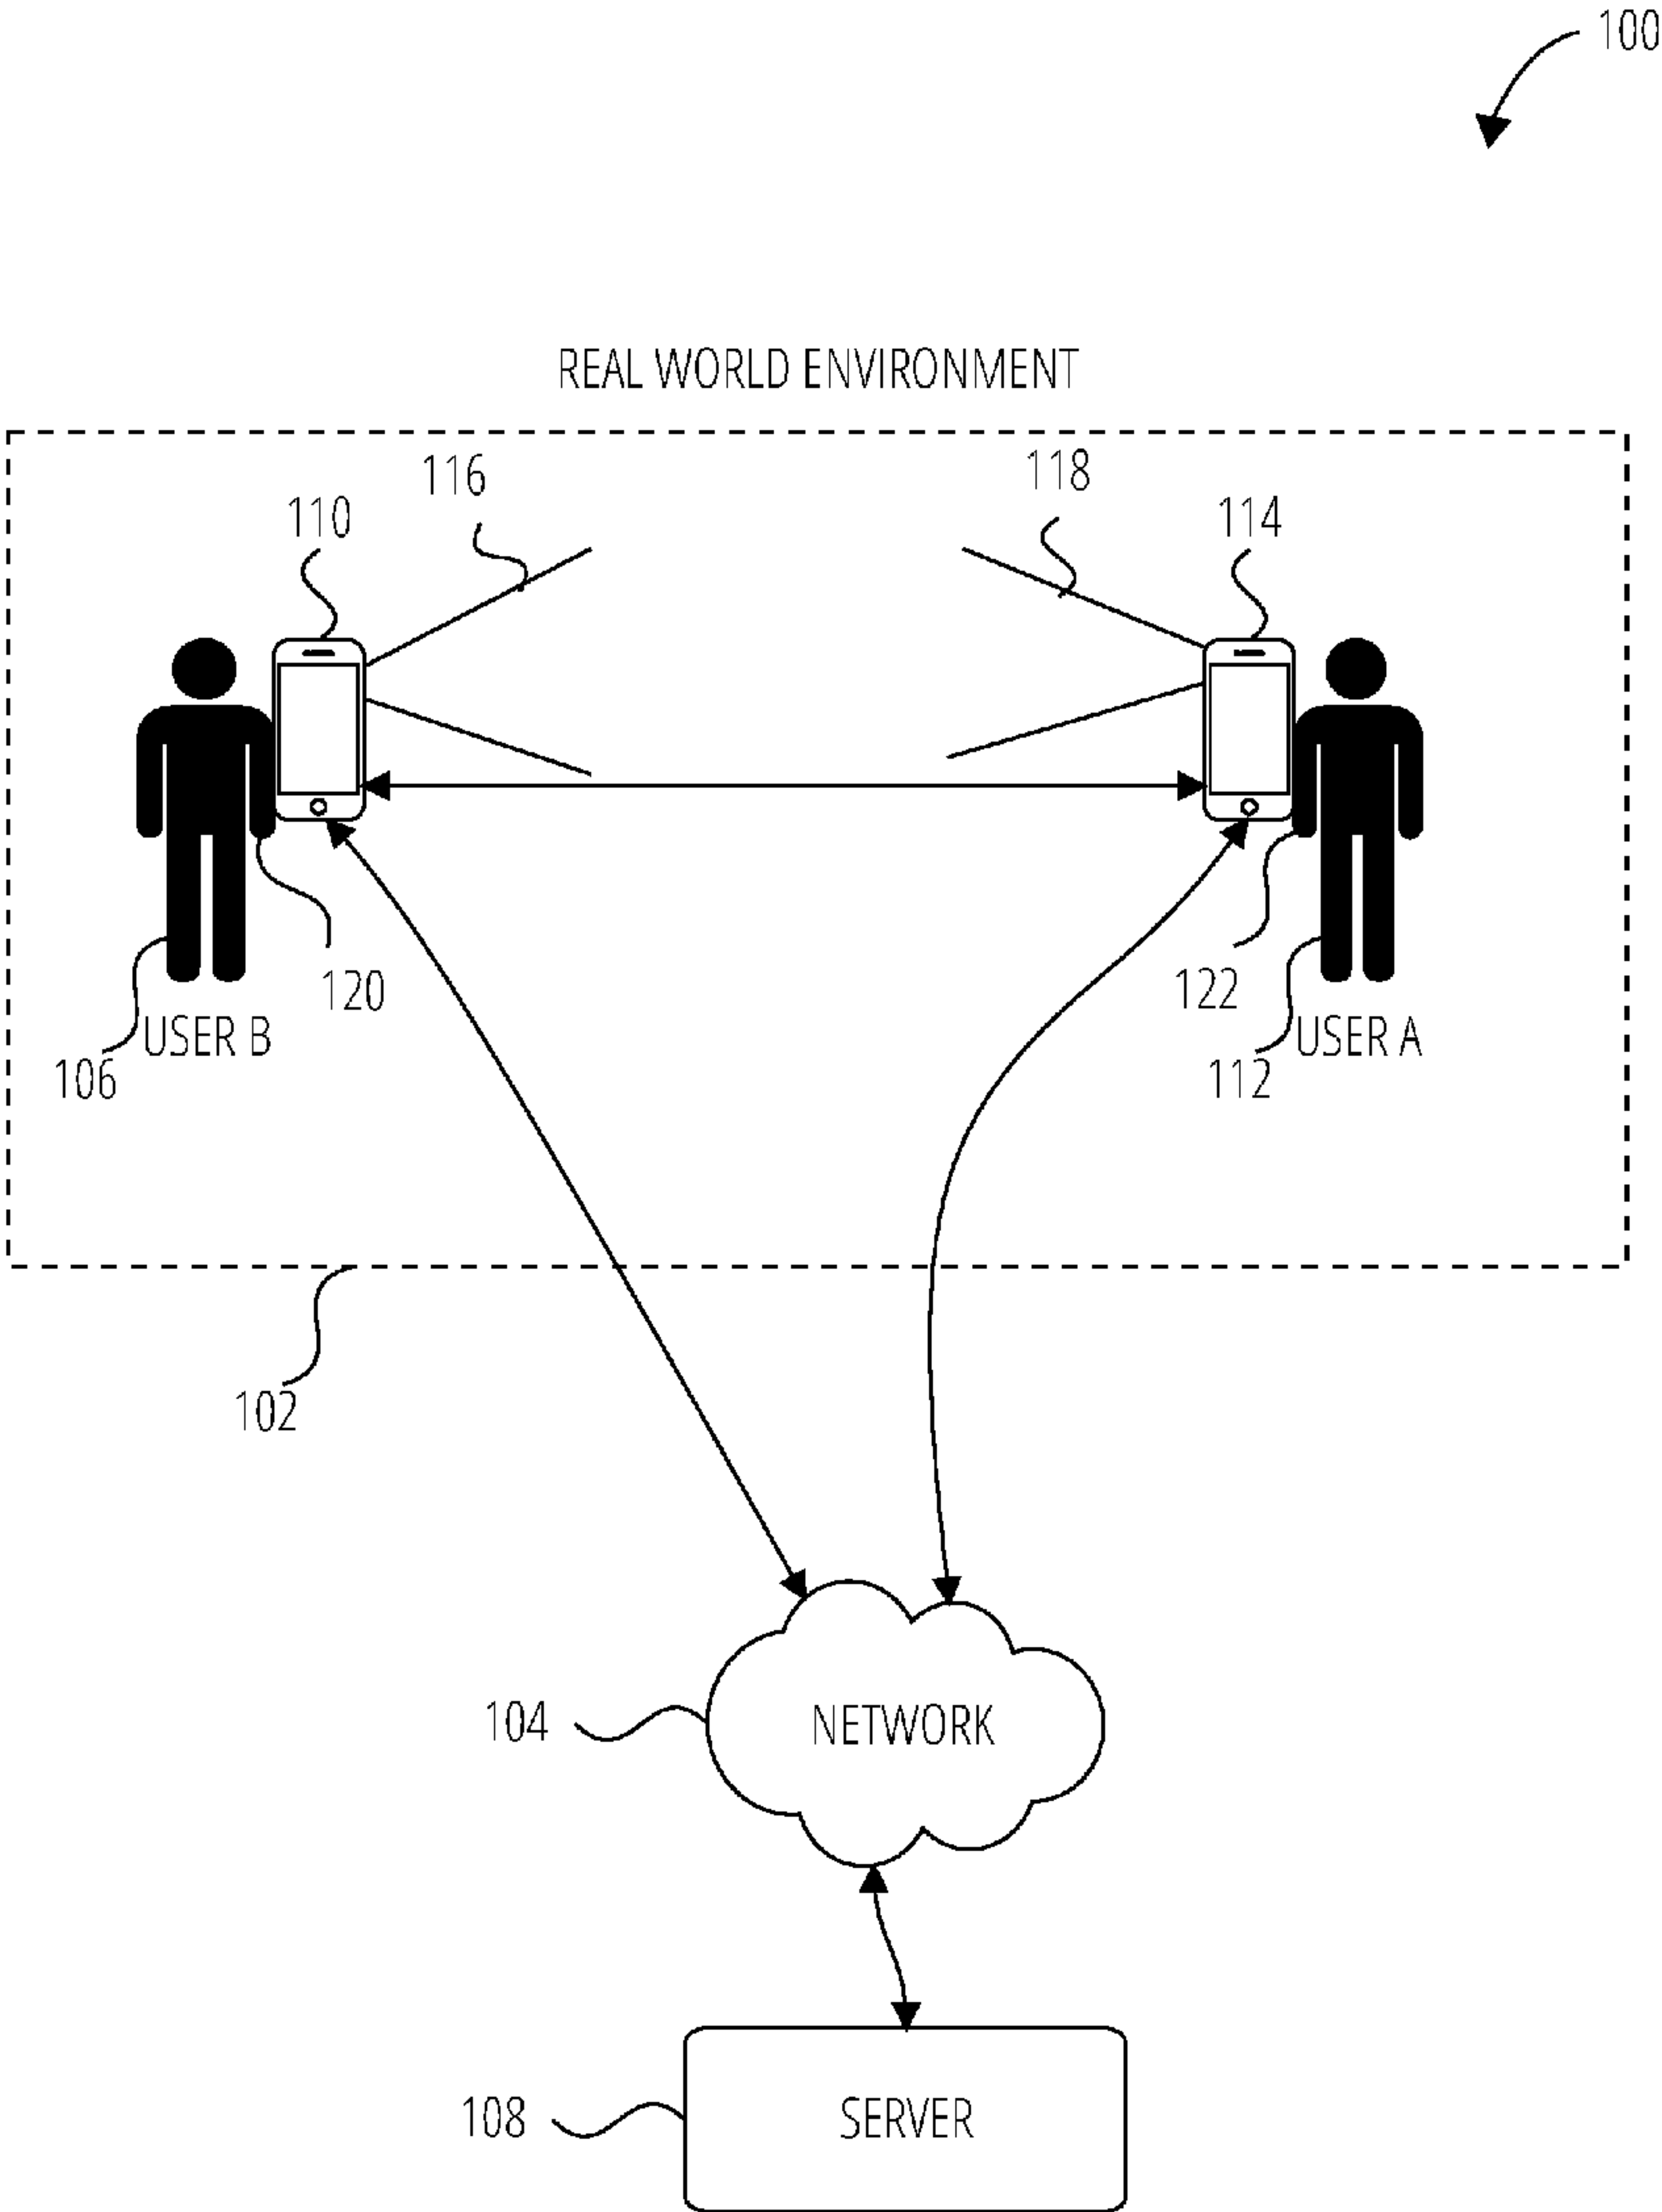 100
REAL WORLD ENVIRONMENT
116
118
110
114
120
122
USER B
USER A
106
112
102
104
NETWORK
108
SERVER